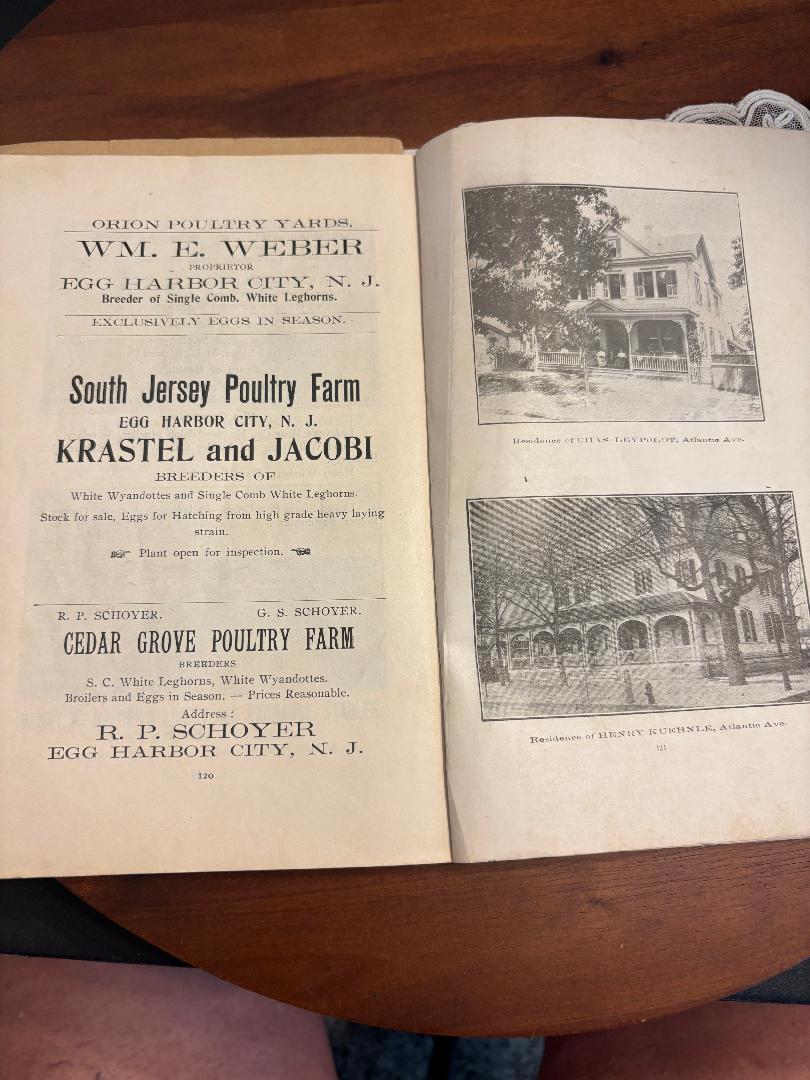 ORION POULTRY YARDS.
WM. E. WEBER
PROPRIETOR
EGG HARBOR CITY, N. J.
Breeder of Single Comb. White Leghorns.
EXCLUSIVELY EGGS IN SEASON.
South Jersey Poultry Farm
EGG HARBOR CITY, N. J.
KRASTEL and JACOBI
BREEDERS OF
White Wyandottes and Single Comb White Leghorns.
Stock for sale, Eggs for Hatching from high grade heavy laying
strain.
Plant open for inspection.
R. P. SCHOYER. G. S. SCHOYER.
CEDAR GROVE POULTRY FARM
BREEDERS
S. C. White Leghorns, White Wyandottes.
Broilers and Eggs in Season. — Prices Reasonable.
Address :
R. P. SCHOYER
EGG HARBOR CITY, N. J.
120
Residence of CHAS. LEYPOLDT, Atlantic Ave.
Residence of HENRY KUEHNLE, Atlantic Ave.
121